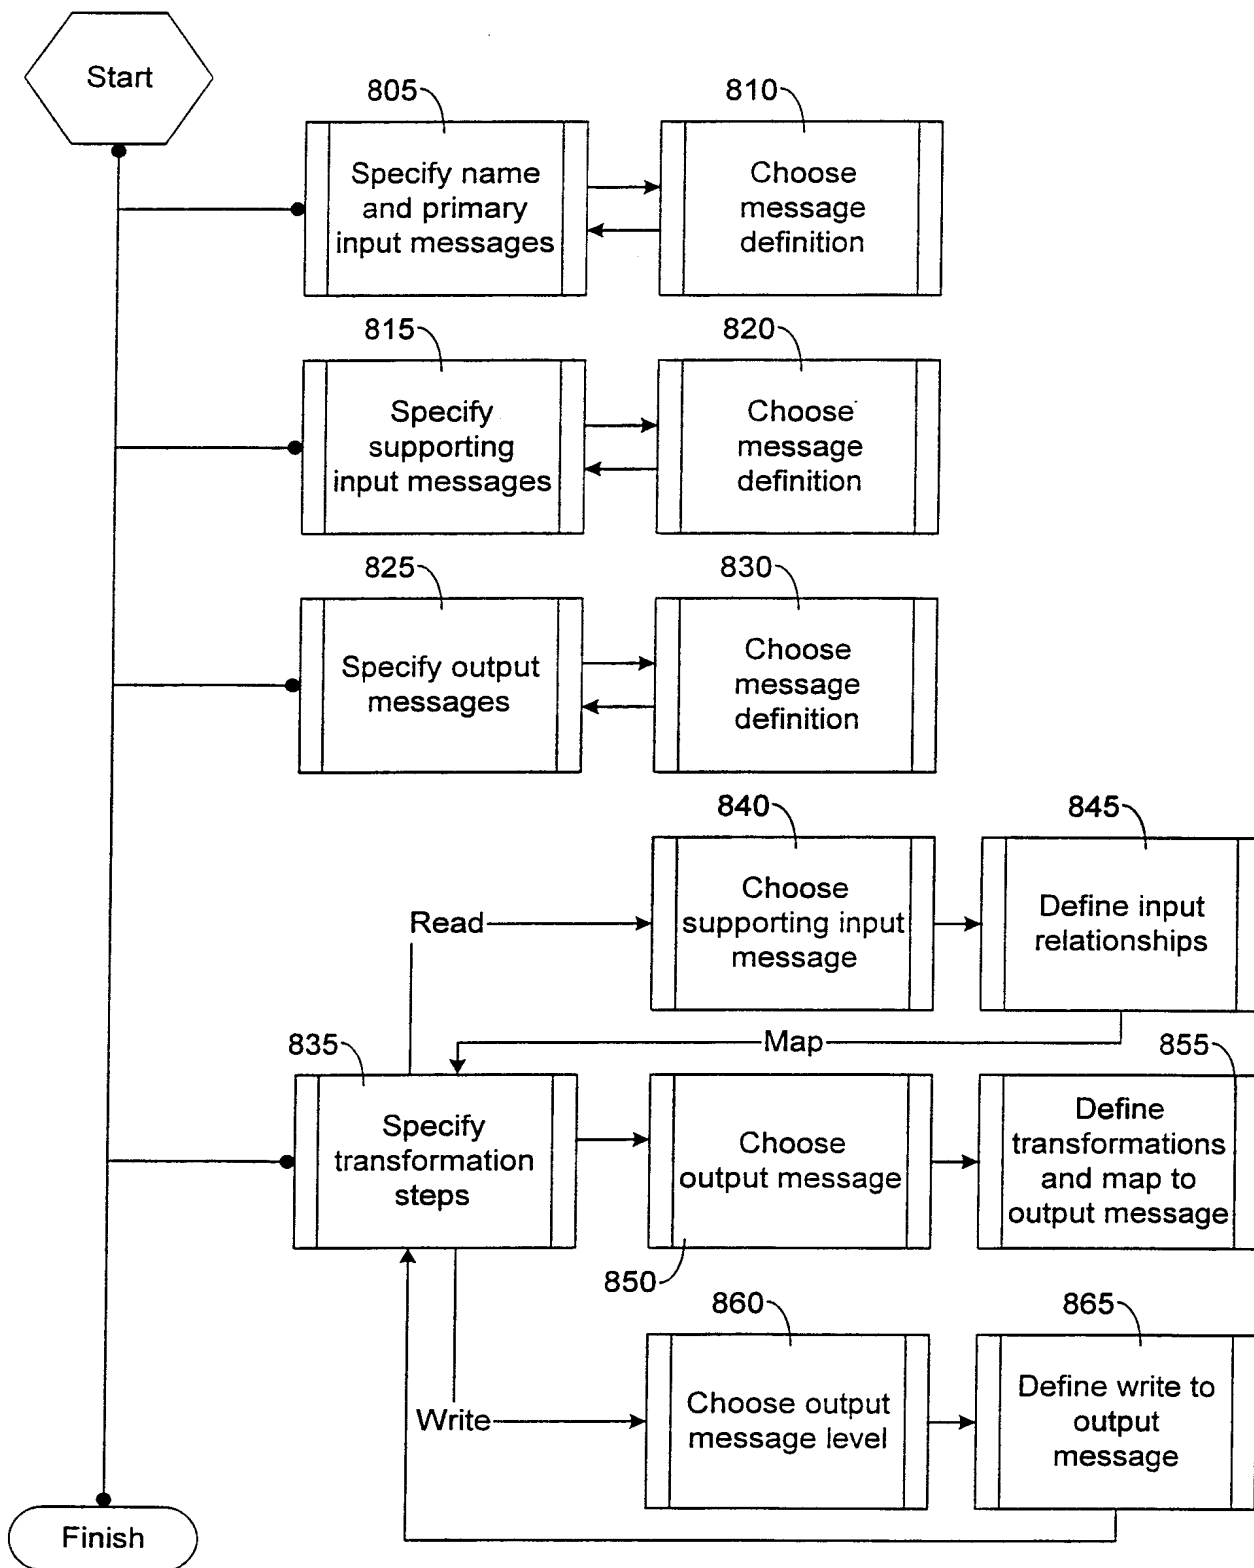 Start
805
810
Specify name
and primary
input messages
Choose
message
definition
815
820
Specify
supporting
input messages
Choose
message
definition
825
830
Specify output
messages
Choose
message
definition
840
845
Read
Choose
supporting input
message
Define input
relationships
Map
835
855
Specify
transformation
steps
Choose
output message
Define
transformations
and map to
output message
850
860
865
Write
Choose output
message level
Define write to
output
message
Finish